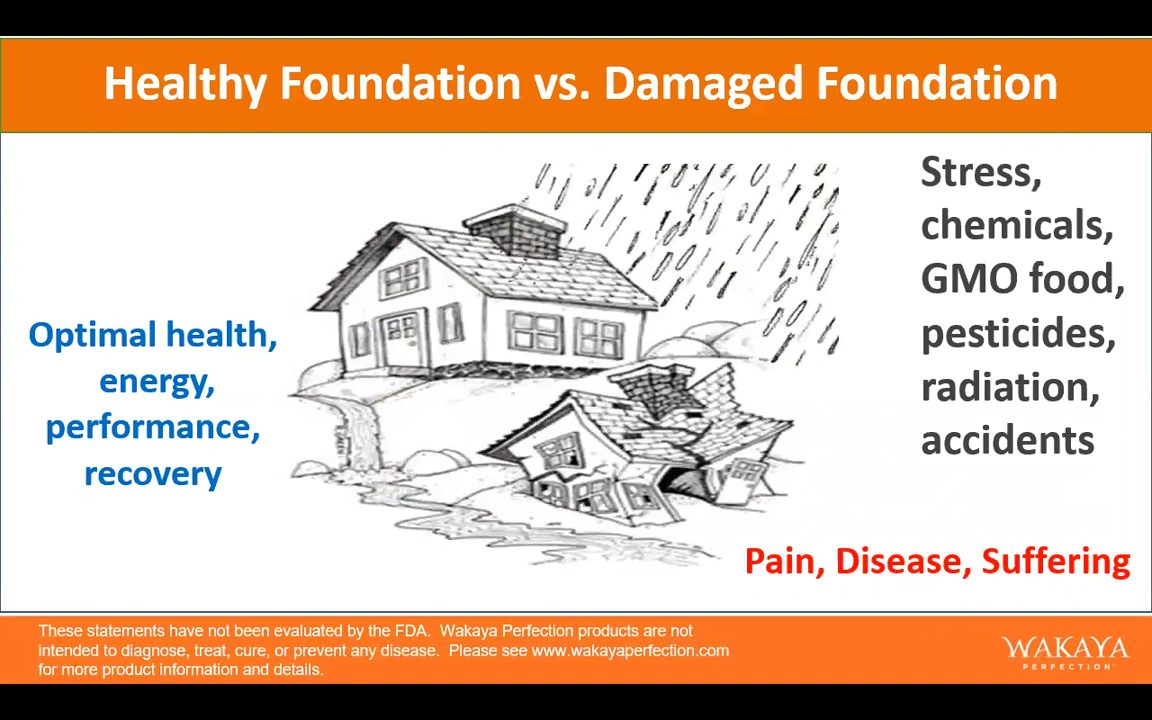 Healthy Foundation vs. Damaged Foundation
Stress,
chemicals,
GMO food,
pesticides,
radiation,
accidents
Optimal health,
energy,
performance,
recovery
Pain, Disease, Suffering
These statements have not been evaluated by the FDA.  Wakaya Perfection products are not
intended to diagnose, treat, cure, or prevent any disease.  Please see www.wakayaperfection.com
for more product information and details.
WAKAYA
PERFECTION